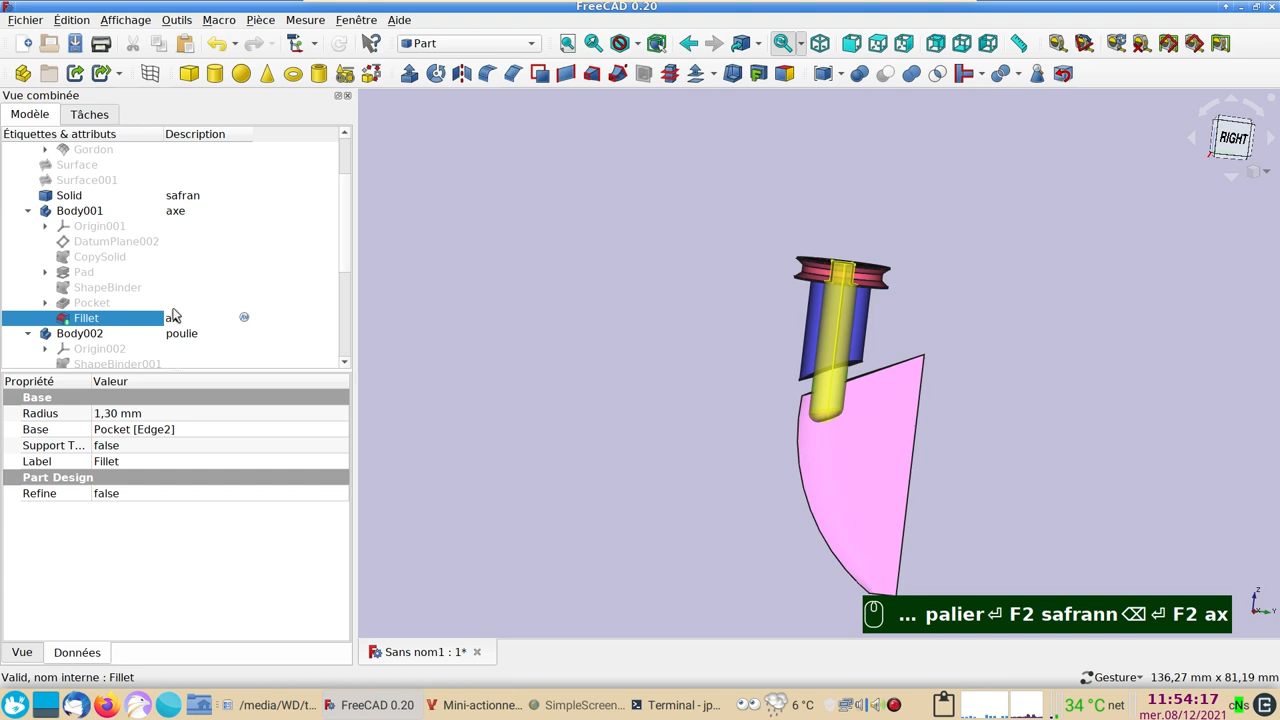 FreeCAD 0.20
Fichier Édition Affichage Outils Macro Pièce Mesure Fenêtre Aide
Part
Vue combinée
Modèle Tâches
Étiquettes & attributs Description
Gordon
Surface
Surface001
Solid safran
Body001 axe
Origin001
DatumPlane002
CopySolid
Pad
ShapeBinder
Pocket
Fillet
Body002 poulie
Origin002
ShapeBinder001
Propriété Valeur
Base
Radius 1,30 mm
Base Pocket [Edge2]
Support T... false
Label Fillet
Part Design
Refine false
RIGHT
... palier⏎ F2 safrann⌫ ⏎ F2 ax
Z
Y
Vue Données
Sans nom1 : 1*
Valid, nom interne : Fillet
Gesture 136,27 mm x 81,19 mm
/media/WD/t... FreeCAD 0.20 Mini-sectionne... SimpleScreen... Terminal - jp... 6 °C 34 °C net 11:54:17 cNs
mer.08/12/2021